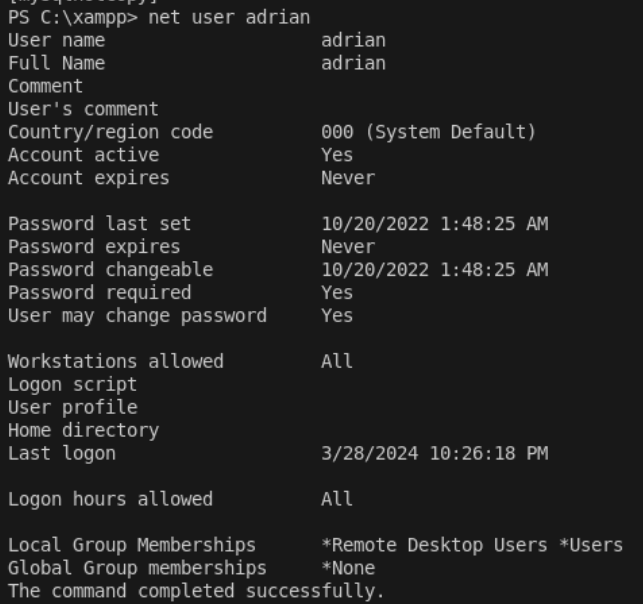 PS C:\xampp> net user adrian
User name                    adrian
Full Name                    adrian
Comment
User's comment
Country/region code          000 (System Default)
Account active               Yes
Account expires              Never
Password last set            10/20/2022 1:48:25 AM
Password expires             Never
Password changeable          10/20/2022 1:48:25 AM
Password required            Yes
User may change password     Yes
Workstations allowed         All
Logon script
User profile
Home directory
Last logon                   3/28/2024 10:26:18 PM
Logon hours allowed          All
Local Group Memberships      *Remote Desktop Users *Users
Global Group memberships     *None
The command completed successfully.